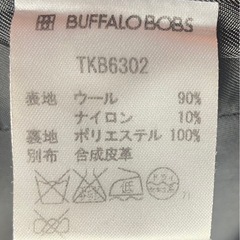 BUFFALO BOBS
TKB6302
表地 ウール 90%
ナイロン 10%
裏地 ポリエステル 100%
別布 合成皮革
低